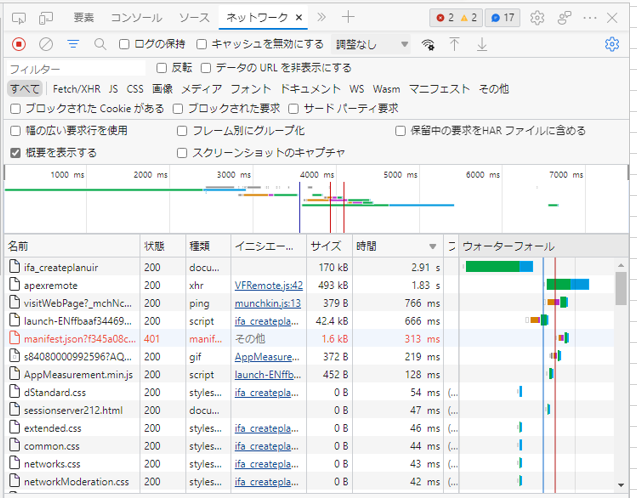 要素 コンソール ソース ネットワーク × » + 2 2 17
ログの保持 キャッシュを無効にする 調整なし
フィルター 反転 データの URL を非表示にする
すべて Fetch/XHR JS CSS 画像 メディア フォント ドキュメント WS Wasm マニフェスト その他
ブロックされた Cookie がある ブロックされた要求 サード パーティ要求
幅の広い要求行を使用 フレーム別にグループ化 保留中の要求をHAR ファイルに含める
概要を表示する スクリーンショットのキャプチャ
1000 ms 2000 ms 3000 ms 4000 ms 5000 ms 6000 ms 7000 ms
名前 状態 種類 イニシエー... サイズ 時間 フ ウォーターフォール
ifa_createplanuir 200 docu... 170 kB 2.91 s
apexremote 200 xhr VFRemote.js:42 493 kB 1.83 s
visitWebPage?_mchNc... 200 ping munchkin.js:13 379 B 766 ms
launch-ENffbaaf34469... 200 script ifa_createpla... 42.4 kB 666 ms
manifest.json?f345a08c... 401 manif... その他 1.6 kB 313 ms
s84080000992596?AQ... 200 gif AppMeasure... 372 B 219 ms
AppMeasurement.min.js 200 script launch-ENffb... 452 B 128 ms
dStandard.css 200 styles... ifa_createpla... 0 B 54 ms (...
sessionserver212.html 200 docu... 0 B 47 ms (...
extended.css 200 styles... ifa_createpla... 0 B 46 ms (...
common.css 200 styles... ifa_createpla... 0 B 44 ms (...
networks.css 200 styles... ifa_createpla... 0 B 43 ms (...
networkModeration.css 200 styles... ifa_createpla... 0 B 42 ms (...